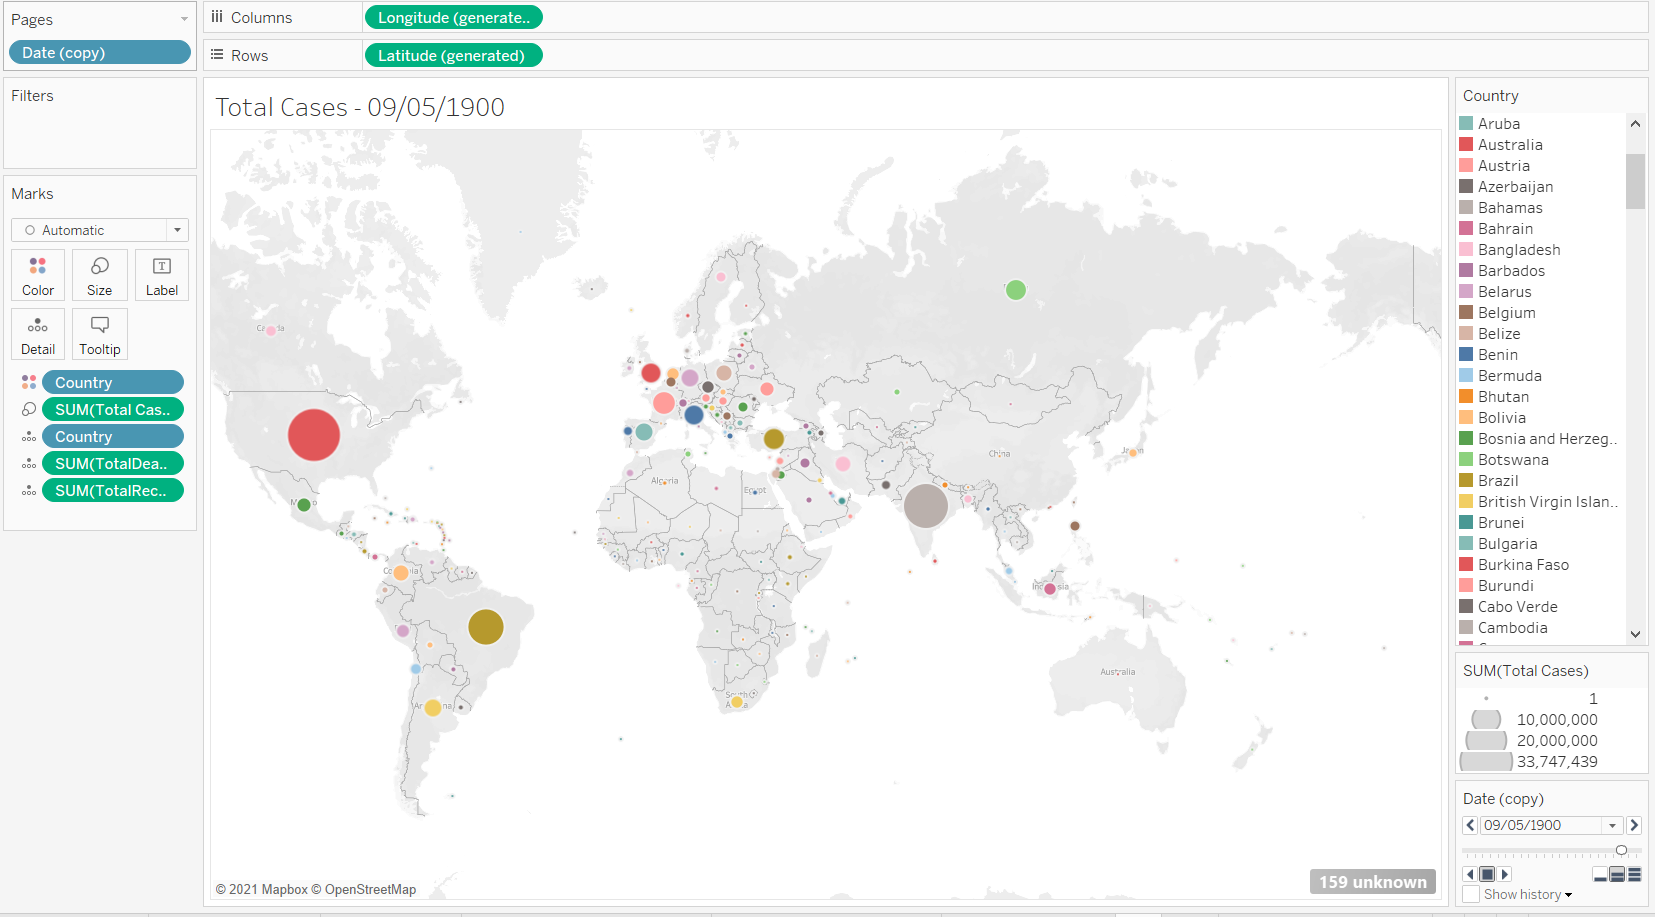 Pages
Date (copy)
Columns
Longitude (generate..
Rows
Latitude (generated)
Filters
Marks
Automatic
Color
Size
Label
Detail
Tooltip
Country
SUM(Total Cas..
Country
SUM(TotalDea..
SUM(TotalRec..
Total Cases - 09/05/1900
Algeria
Egypt
China
Australia
© 2021 Mapbox © OpenStreetMap
159 unknown
Country
Aruba
Australia
Austria
Azerbaijan
Bahamas
Bahrain
Bangladesh
Barbados
Belarus
Belgium
Belize
Benin
Bermuda
Bhutan
Bolivia
Bosnia and Herzeg..
Botswana
Brazil
British Virgin Islan..
Brunei
Bulgaria
Burkina Faso
Burundi
Cabo Verde
Cambodia
SUM(Total Cases)
1
10,000,000
20,000,000
33,747,439
Date (copy)
09/05/1900
Show history